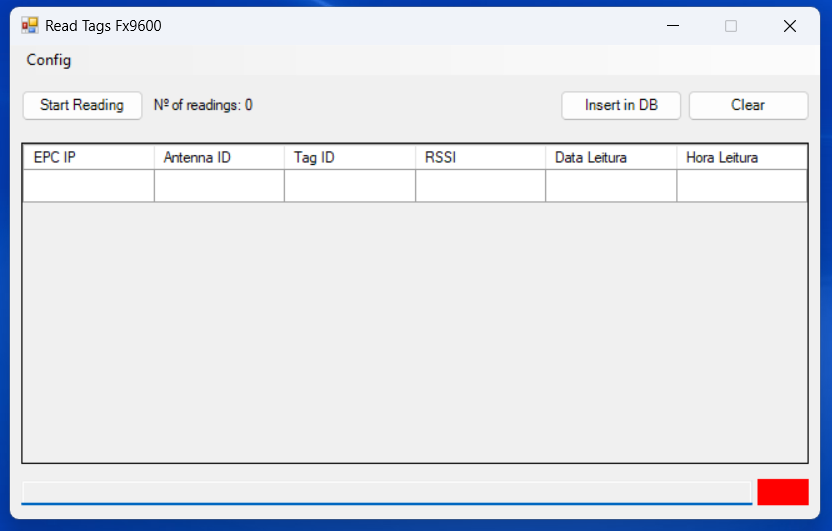 Read Tags Fx9600
Config
Start Reading Nº of readings: 0 Insert in DB Clear
EPC IP Antenna ID Tag ID RSSI Data Leitura Hora Leitura